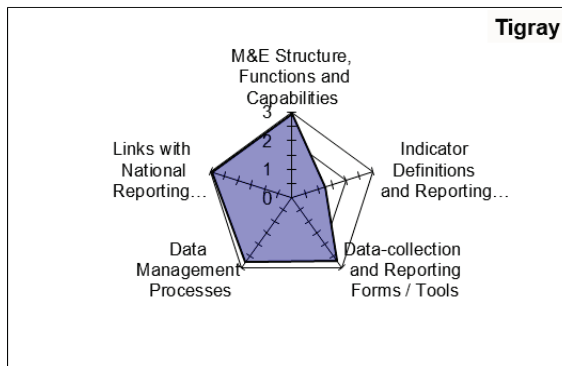 Tigray
M&E Structure,
Functions and
Capabilities
3
2
1
0
Indicator
Definitions
and Reporting...
Data-collection
and Reporting
Forms / Tools
Data
Management
Processes
Links with
National
Reporting...